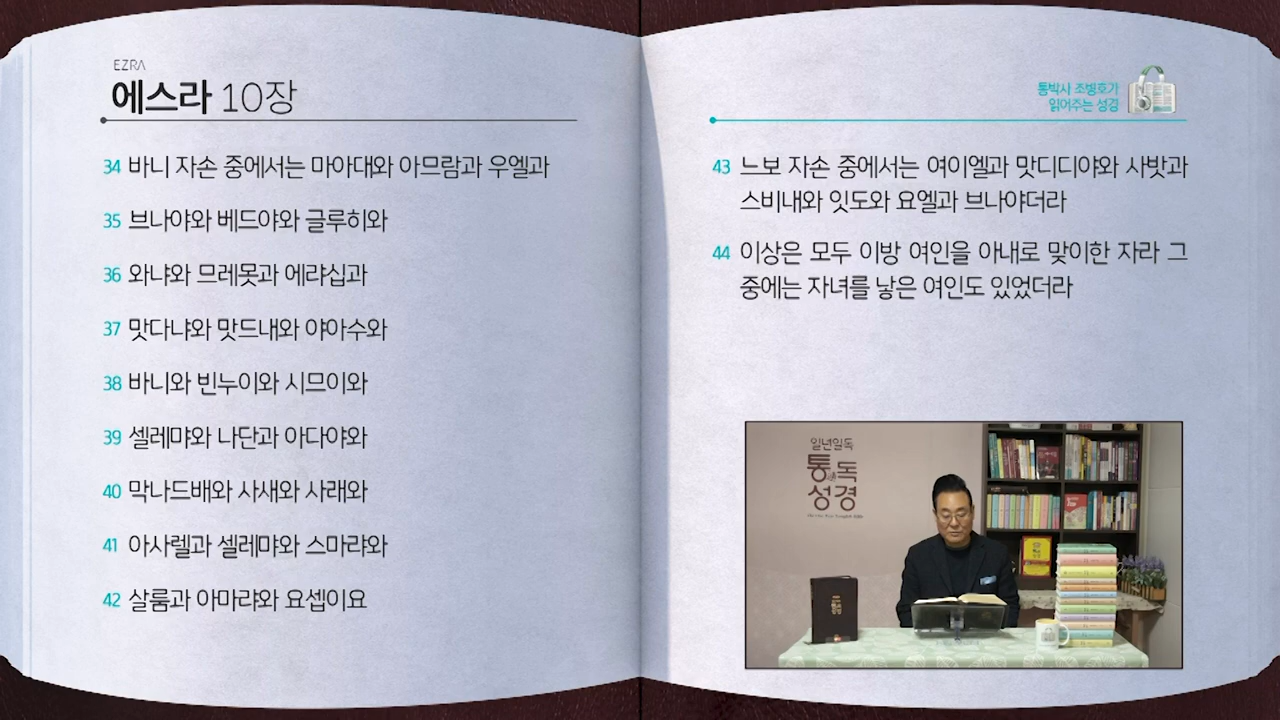 EZRA
에스라 10장
34 바니 자손 중에서는 마아대와 아므람과 우엘과
35 브나야와 베드야와 글루히와
36 와냐와 므레못과 에랴십과
37 맛다냐와 맛드내와 야아수와
38 바니와 빈누이와 시므이와
39 셀레먀와 나단과 아다야와
40 막나드배와 사새와 사래와
41 아사렐과 셀레먀와 스마랴와
42 살룸과 아마랴와 요셉이요
통박사 조병호가
읽어주는 성경
43 느보 자손 중에서는 여이엘과 맛디디야와 사밧과
스비내와 잇도와 요엘과 브나야더라
44 이상은 모두 이방 여인을 아내로 맞이한 자라 그
중에는 자녀를 낳은 여인도 있었더라
일년일독
통독
성경